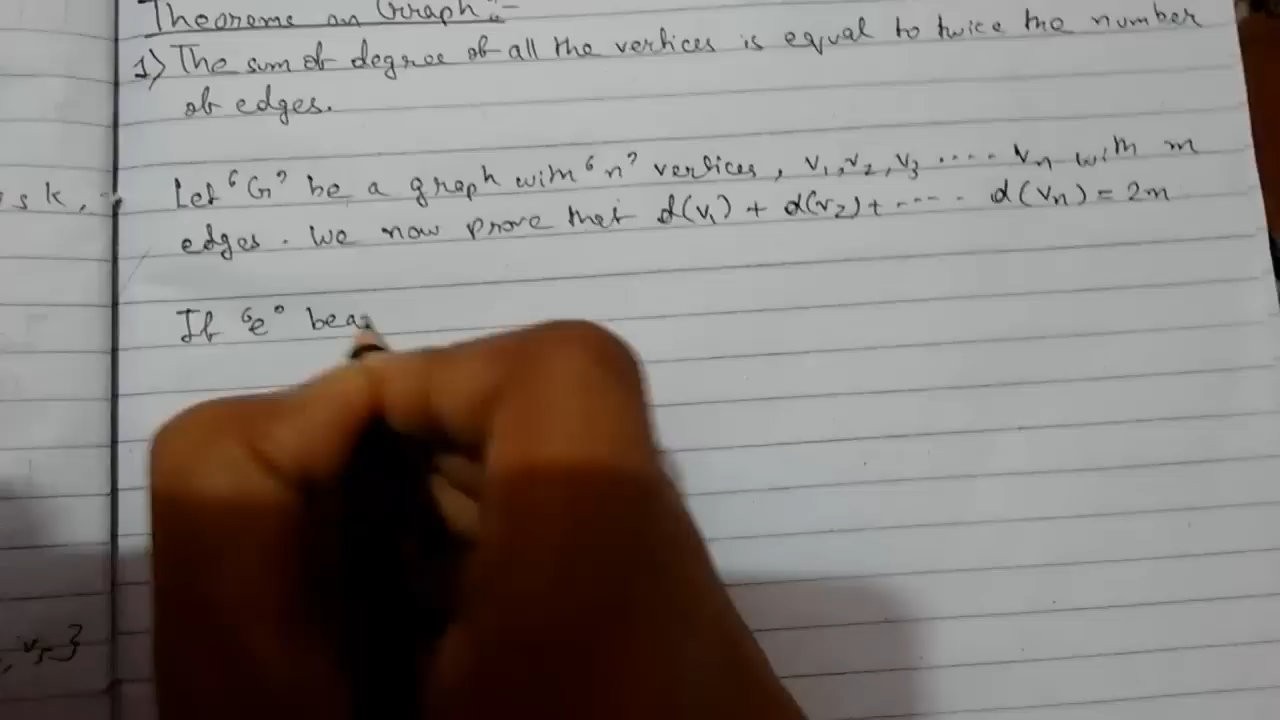 Theorems on Graph :-
1) The sum of degree of all the vertices is equal to twice the number
of edges.
s k,
Let "G" be a graph with "n" vertices, v₁, v₂, v₃ .... vₙ with m
edges. We now prove that d(v₁) + d(v₂) + .... d(vₙ) = 2m
If "e" be a
, v₅}